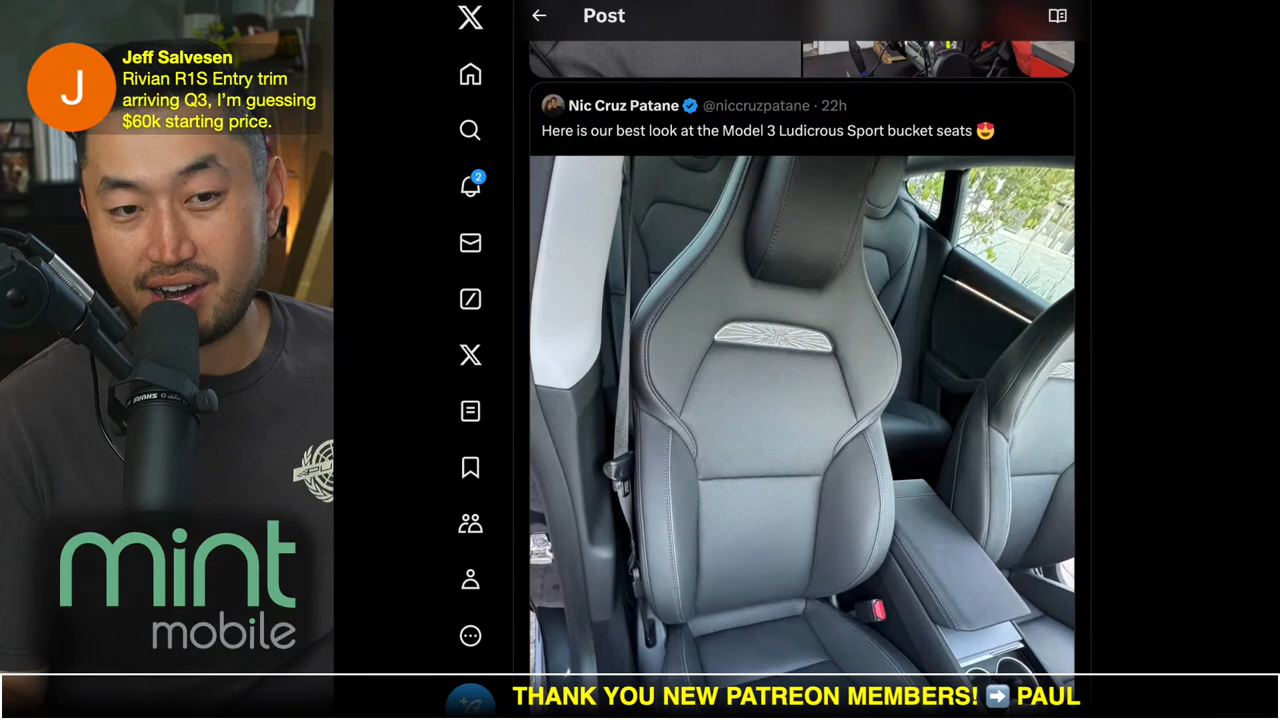 J
Jeff Salvesen
Rivian R1S Entry trim
arriving Q3, I'm guessing
$60k starting price.
SHURE
mint
mobile
2
Post
Nic Cruz Patane @niccruzpatane · 22h
Here is our best look at the Model 3 Ludicrous Sport bucket seats 😍
THANK YOU NEW PATREON MEMBERS! ➡️ PAUL